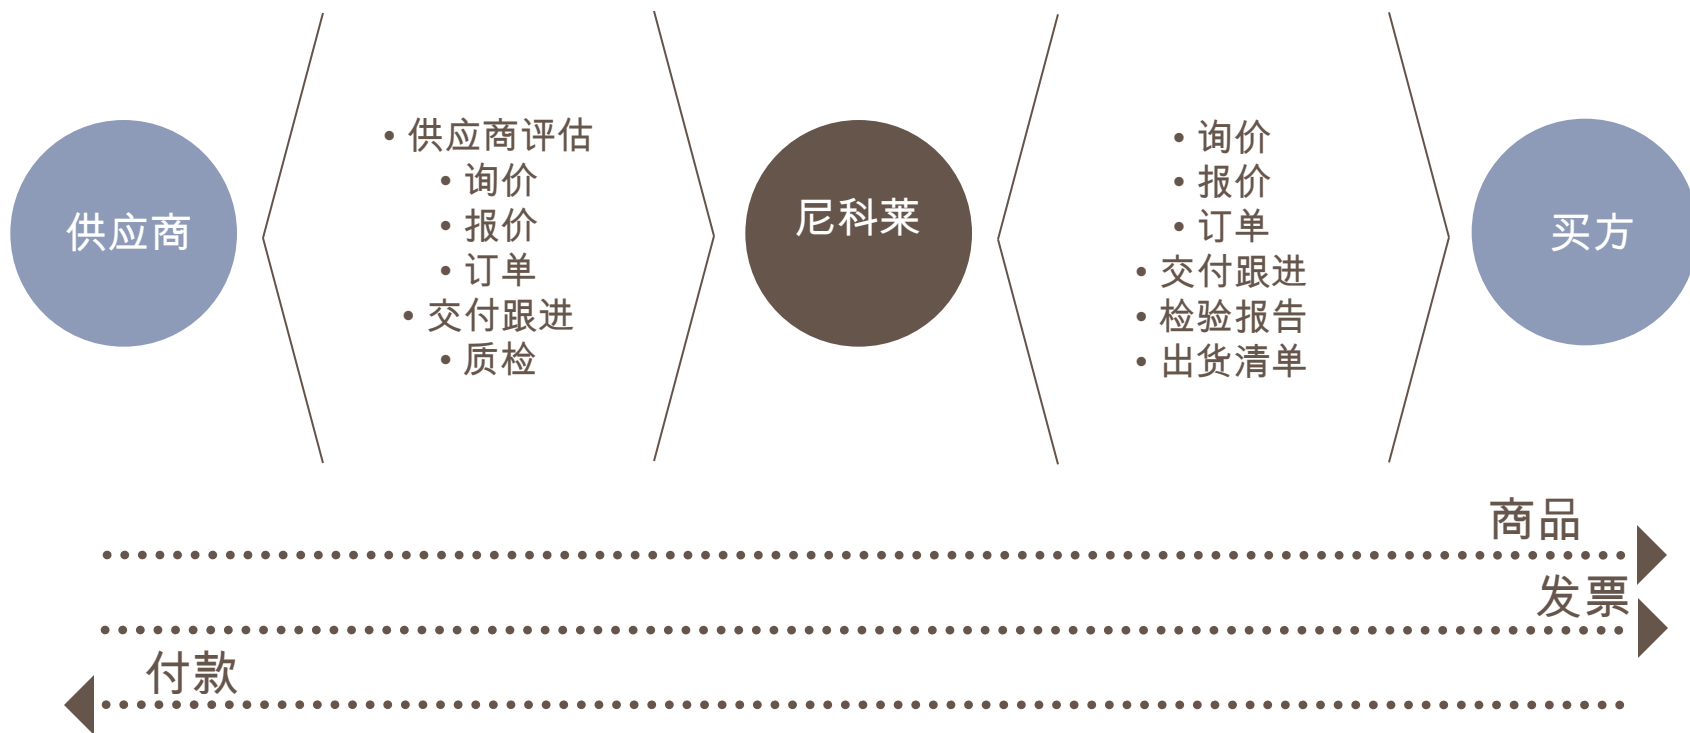 供应商
• 供应商评估
• 询价
• 报价
• 订单
• 交付跟进
• 质检
尼科莱
• 询价
• 报价
• 订单
• 交付跟进
• 检验报告
• 出货清单
买方
商品
发票
付款